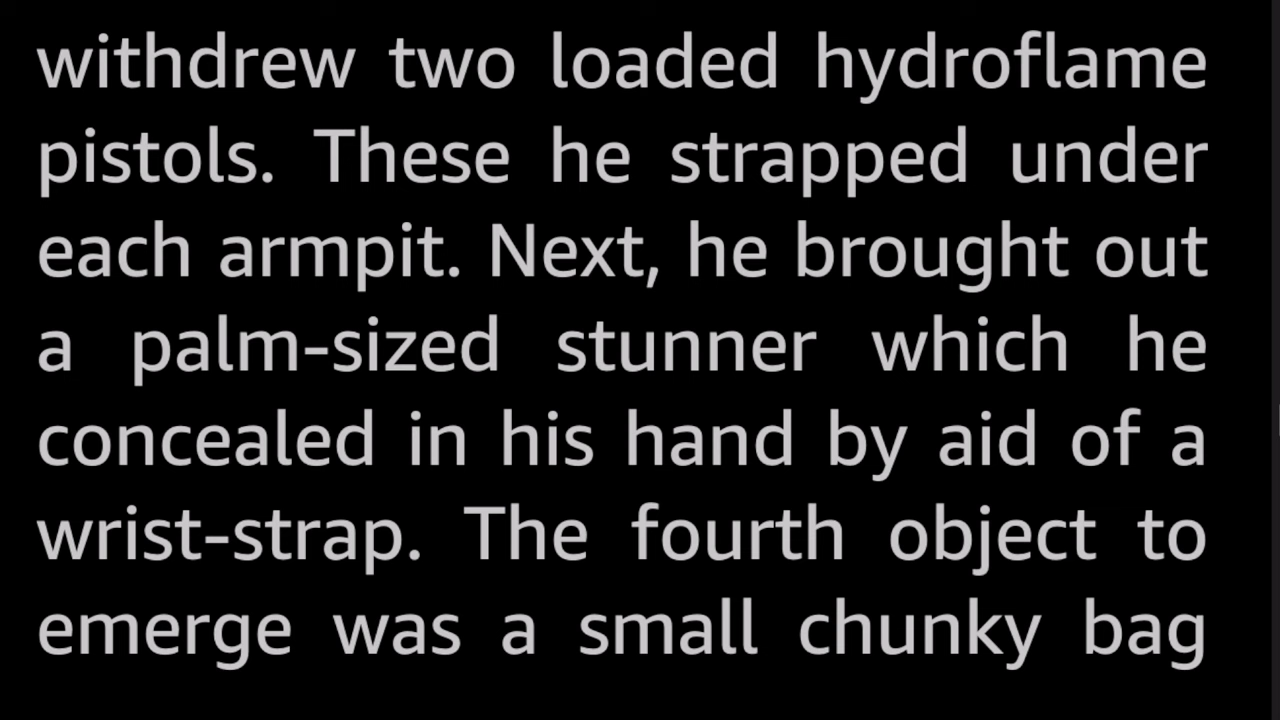 withdrew two loaded hydroflame
pistols. These he strapped under
each armpit. Next, he brought out
a palm-sized stunner which he
concealed in his hand by aid of a
wrist-strap. The fourth object to
emerge was a small chunky bag